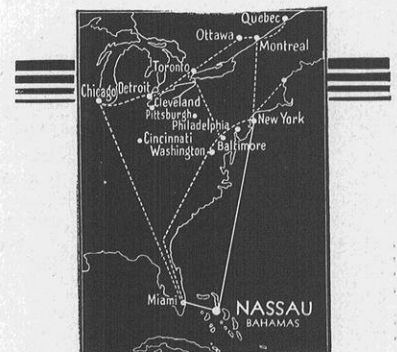 Quebec
Ottawa
Montreal
Toronto
Chicago
Detroit
Cleveland
Pittsburgh
Philadelphia
New York
Cincinnati
Baltimore
Washington
Miami
NASSAU
BAHAMAS